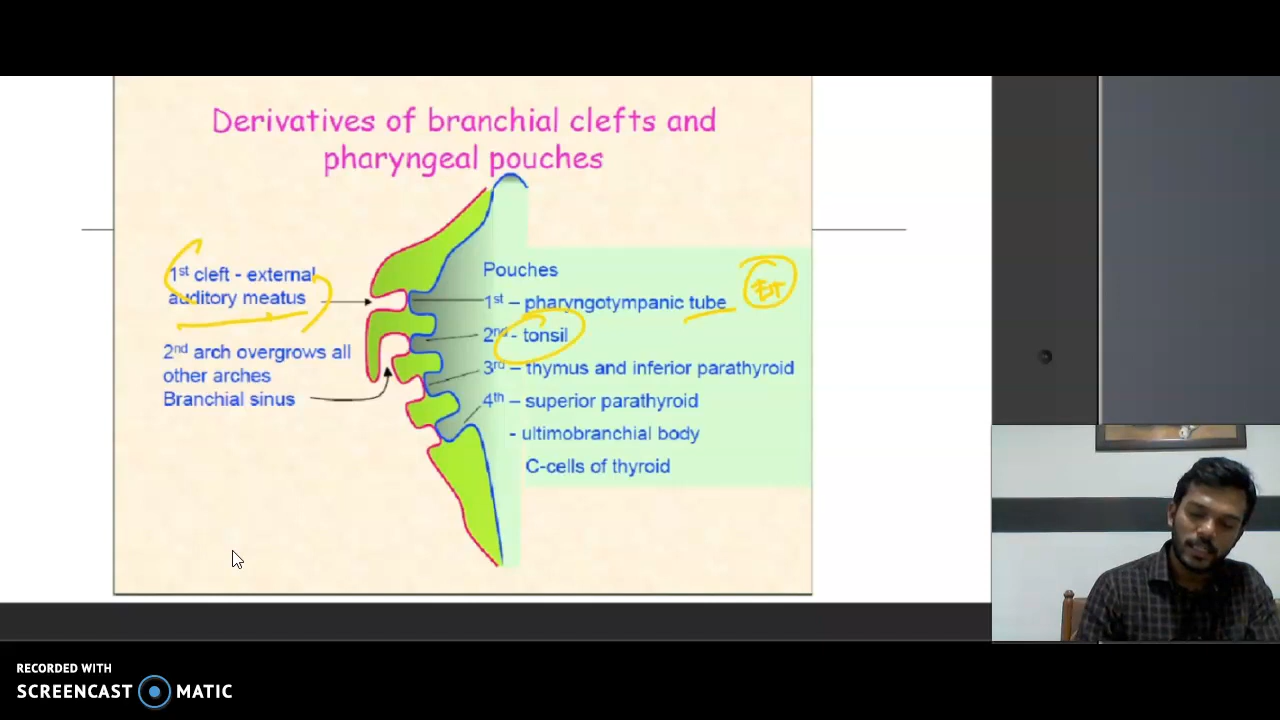 Derivatives of branchial clefts and
pharyngeal pouches
1st cleft - external
auditory meatus
2nd arch overgrows all
other arches
Branchial sinus
Pouches
1st – pharyngotympanic tube
ET
2nd - tonsil
3rd – thymus and inferior parathyroid
4th – superior parathyroid
- ultimobranchial body
C-cells of thyroid
RECORDED WITH
SCREENCAST MATIC